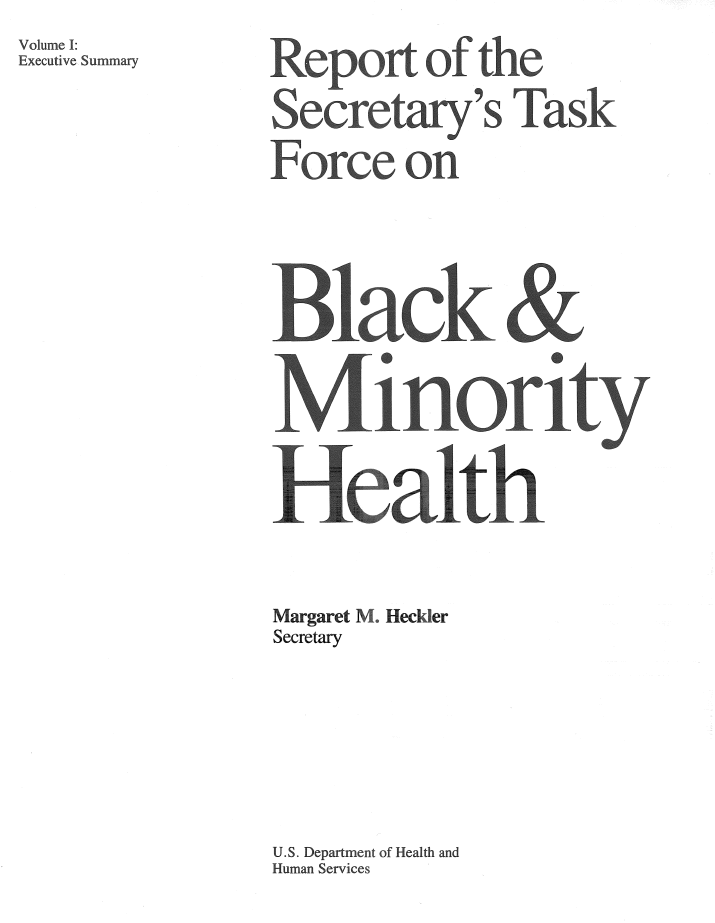 Volume I:
Executive Summary
Report of the
Secretary's Task
Force on
Black &
Minority
Health
Margaret M. Heckler
Secretary
U.S. Department of Health and
Human Services